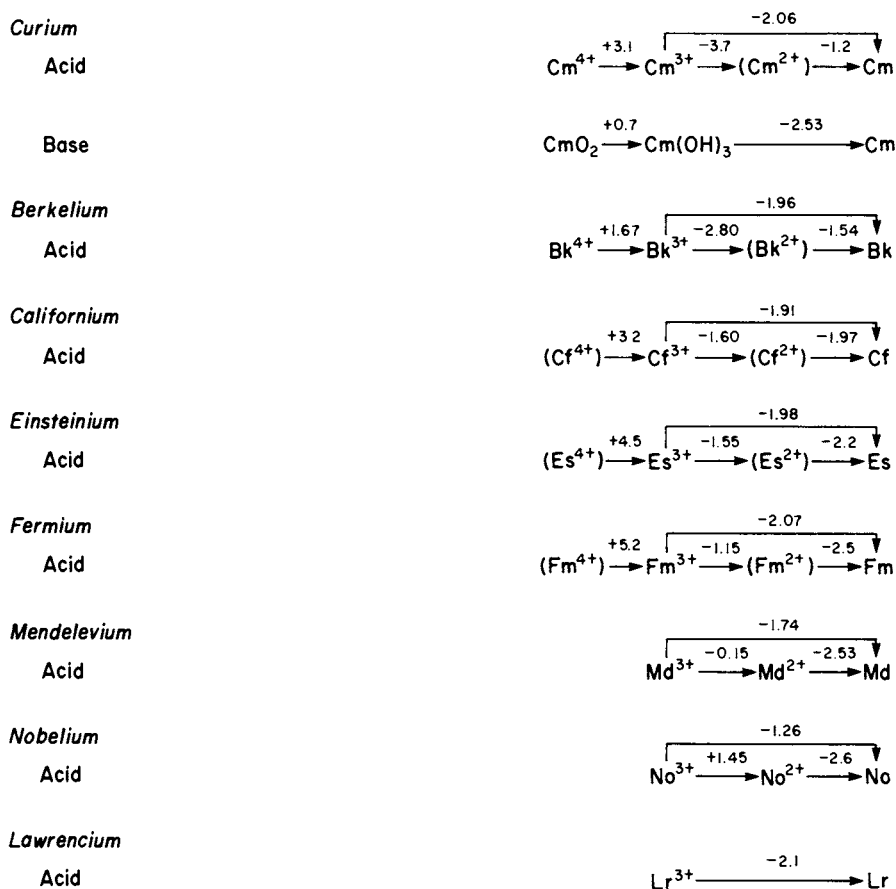 Curium
-2.06
+3.1 -3.7 -1.2
Acid Cm⁴⁺ → Cm³⁺ → (Cm²⁺) → Cm
+0.7 -2.53
Base CmO₂ → Cm(OH)₃ → Cm
Berkelium
-1.96
+1.67 -2.80 -1.54
Acid Bk⁴⁺ → Bk³⁺ → (Bk²⁺) → Bk
Californium
-1.91
+3.2 -1.60 -1.97
Acid (Cf⁴⁺) → Cf³⁺ → (Cf²⁺) → Cf
Einsteinium
-1.98
+4.5 -1.55 -2.2
Acid (Es⁴⁺) → Es³⁺ → (Es²⁺) → Es
Fermium
-2.07
+5.2 -1.15 -2.5
Acid (Fm⁴⁺) → Fm³⁺ → (Fm²⁺) → Fm
Mendelevium
-1.74
-0.15 -2.53
Acid Md³⁺ → Md²⁺ → Md
Nobelium
-1.26
+1.45 -2.6
Acid No³⁺ → No²⁺ → No
Lawrencium
-2.1
Acid Lr³⁺ → Lr